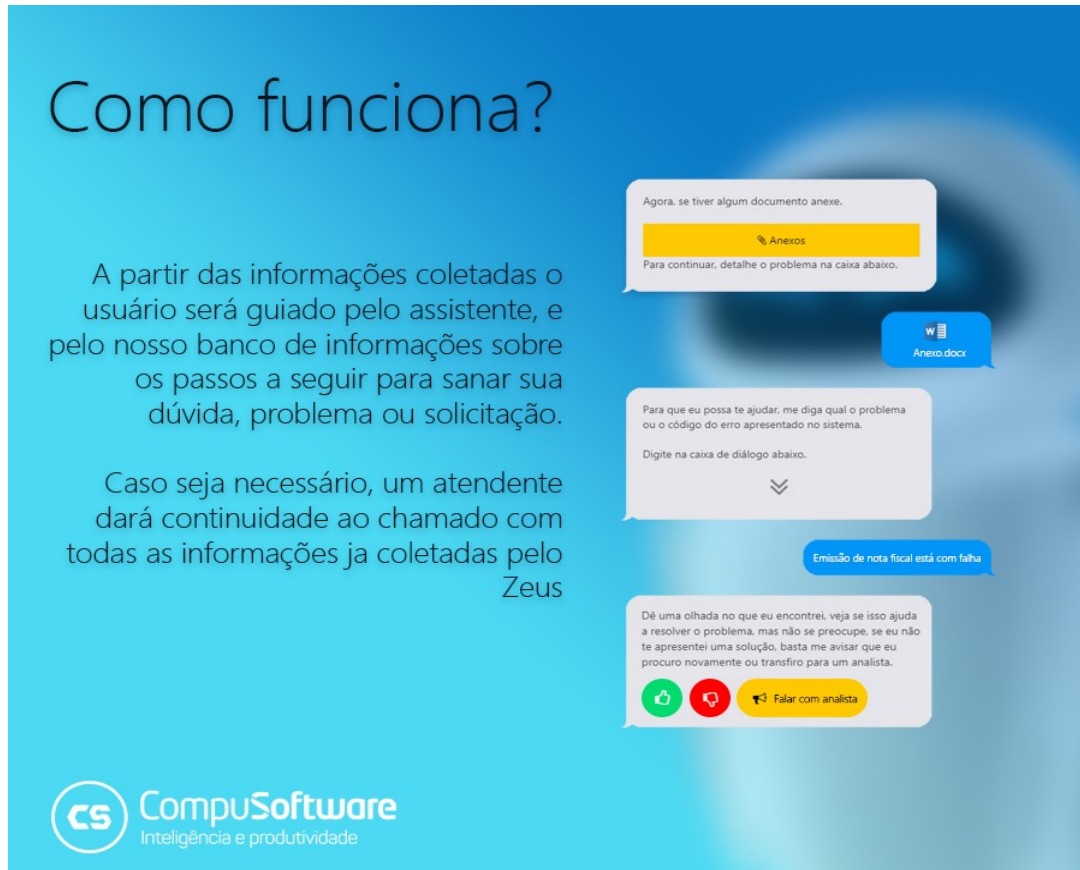 Como funciona?
A partir das informações coletadas o
usuário será guiado pelo assistente, e
pelo nosso banco de informações sobre
os passos a seguir para sanar sua
dúvida, problema ou solicitação.
Caso seja necessário, um atendente
dará continuidade ao chamado com
todas as informações ja coletadas pelo
Zeus
Agora, se tiver algum documento anexe.
Anexos
Para continuar, detalhe o problema na caixa abaixo.
W
Anexo.docx
Para que eu possa te ajudar, me diga qual o problema
ou o código do erro apresentado no sistema.
Digite na caixa de diálogo abaixo.
Emissão de nota fiscal está com falha
Dê uma olhada no que eu encontrei, veja se isso ajuda
a resolver o problema, mas não se preocupe, se eu não
te apresentei uma solução, basta me avisar que eu
procuro novamente ou transfiro para um analista.
Falar com analista
CS CompuSoftware
Inteligência e produtividade